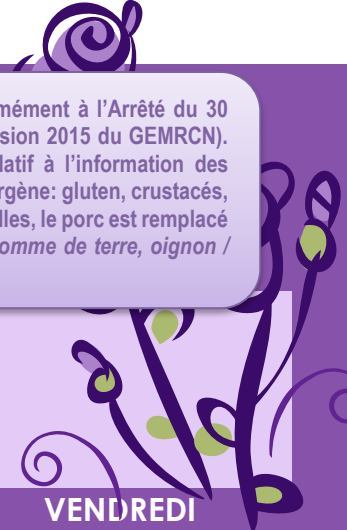 mément à l'Arrêté du 30
sion 2015 du GEMRCN).
latif à l'information des
rgène: gluten, crustacés,
lles, le porc est remplacé
omme de terre, oignon /
VENDREDI